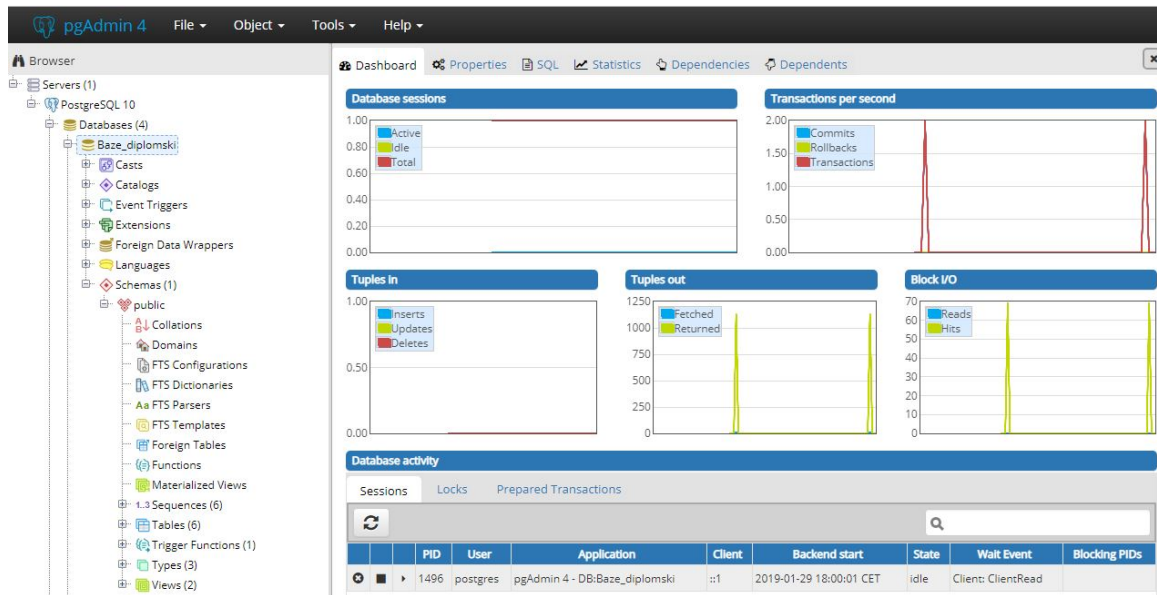 pgAdmin 4 File Object Tools Help
Browser
Servers (1)
PostgreSQL 10
Databases (4)
Baze_diplomski
Casts
Catalogs
Event Triggers
Extensions
Foreign Data Wrappers
Languages
Schemas (1)
public
Collations
Domains
FTS Configurations
FTS Dictionaries
Aa FTS Parsers
FTS Templates
Foreign Tables
Functions
Materialized Views
1..3 Sequences (6)
Tables (6)
Trigger Functions (1)
Types (3)
Views (2)
Dashboard Properties SQL Statistics Dependencies Dependents
Database sessions
1.00
0.80
0.60
0.40
0.20
0.00
Active
Idle
Total
Transactions per second
2.00
1.50
1.00
0.50
0.00
Commits
Rollbacks
Transactions
Tuples in
1.00
0.50
0.00
Inserts
Updates
Deletes
Tuples out
1250
1000
750
500
250
0
Fetched
Returned
Block I/O
70
60
50
40
30
20
10
0
Reads
Hits
Database activity
Sessions Locks Prepared Transactions
PID User Application Client Backend start State Wait Event Blocking PIDs
1496 postgres pgAdmin 4 - DB:Baze_diplomski ::1 2019-01-29 18:00:01 CET idle Client: ClientRead